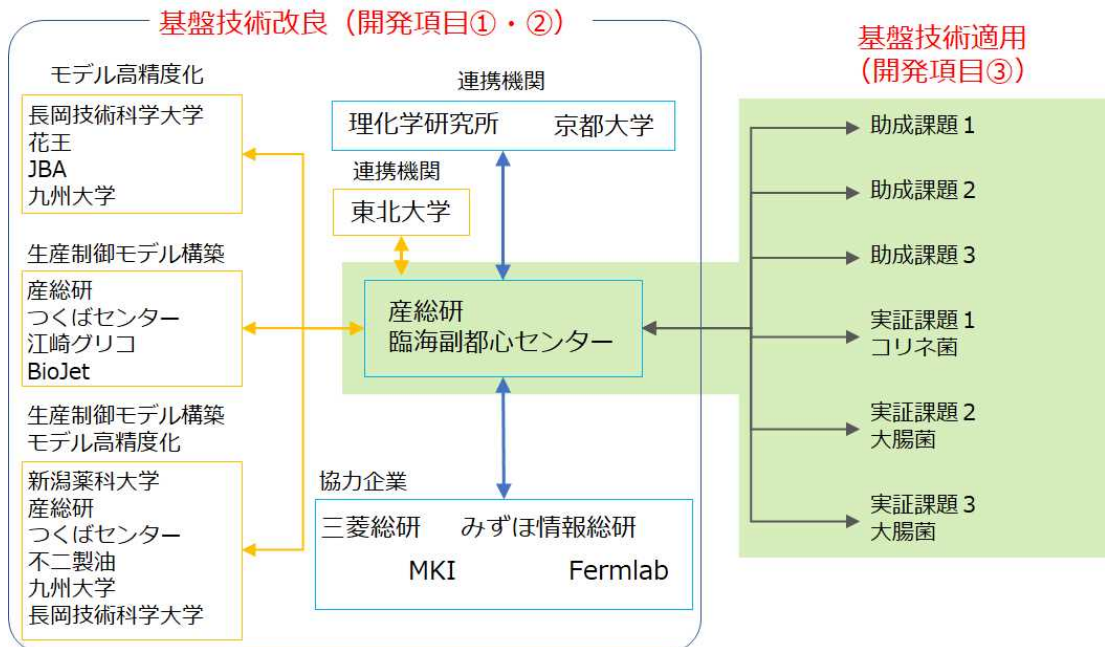 基盤技術改良（開発項目①・②）
モデル高精度化
長岡技術科学大学
花王
JBA
九州大学
生産制御モデル構築
産総研
つくばセンター
江崎グリコ
BioJet
生産制御モデル構築
モデル高精度化
新潟薬科大学
産総研
つくばセンター
不二製油
九州大学
長岡技術科学大学
連携機関
理化学研究所 京都大学
連携機関
東北大学
産総研
臨海副都心センター
協力企業
三菱総研 みずほ情報総研
MKI Fermlab
基盤技術適用
（開発項目③）
助成課題１
助成課題２
助成課題３
実証課題１
コリネ菌
実証課題２
大腸菌
実証課題３
大腸菌